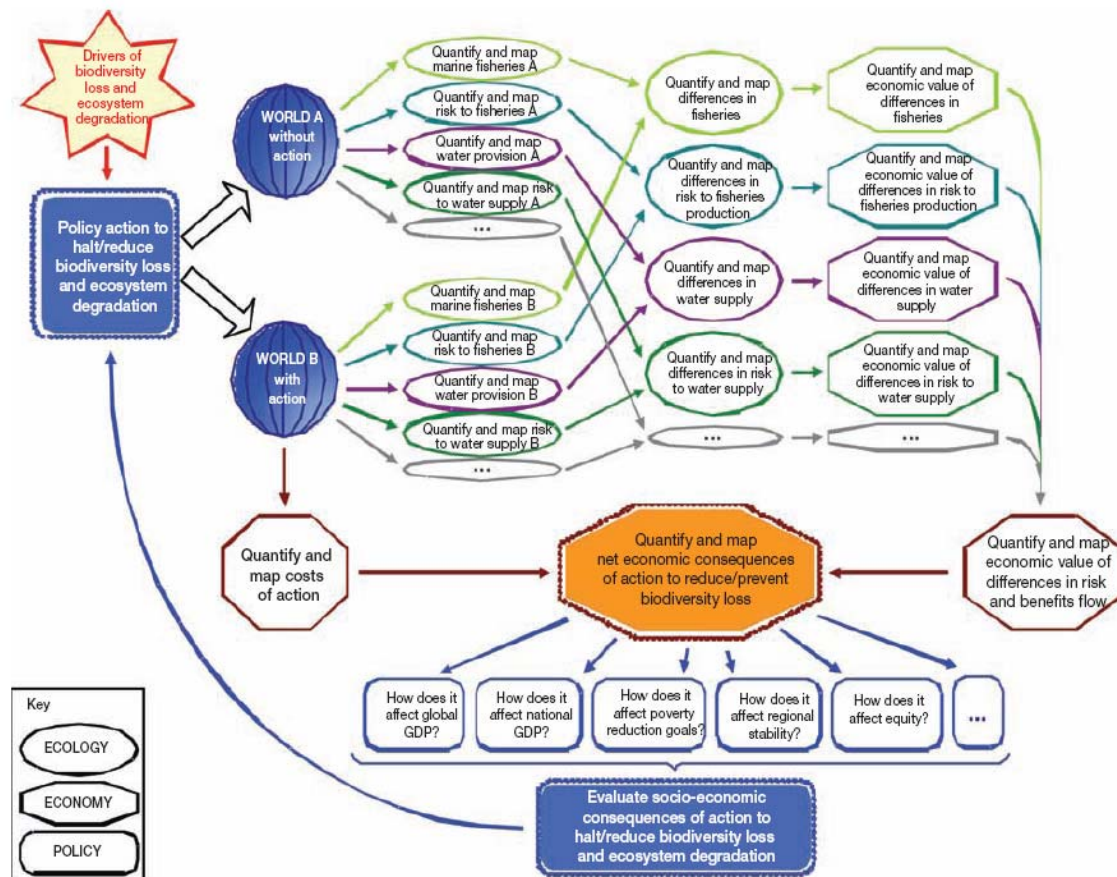 Drivers of
biodiversity
loss and
ecosystem
degradation
Policy action to
halt/reduce
biodiversity loss
and ecosystem
degradation
WORLD A
without
action
WORLD B
with
action
Quantify and map
marine fisheries A
Quantify and map
risk to fisheries A
Quantify and map
water provision A
Quantify and map risk
to water supply A
...
Quantify and map
marine fisheries B
Quantify and map
risk to fisheries B
Quantify and map
water provision B
Quantify and map risk
to water supply B
...
Quantify and map
differences in
fisheries
Quantify and map
differences in
risk to fisheries
production
Quantify and map
differences in
water supply
Quantify and map
differences in risk
to water supply
...
Quantify and map
economic value of
differences in
fisheries
Quantify and map
economic value of
differences in risk to
fisheries production
Quantify and map
economic value of
differences in water
supply
Quantify and map
economic value of
differences in risk to
water supply
...
Quantify and
map costs
of action
Quantify and map
net economic consequences
of action to reduce/prevent
biodiversity loss
Quantify and map
economic value of
differences in risk
and benefits flow
How does it
affect global
GDP?
How does it
affect national
GDP?
How does it
affect poverty
reduction goals?
How does it
affect regional
stability?
How does it
affect equity?
...
Evaluate socio-economic
consequences of action to
halt/reduce biodiversity loss
and ecosystem degradation
Key
ECOLOGY
ECONOMY
POLICY